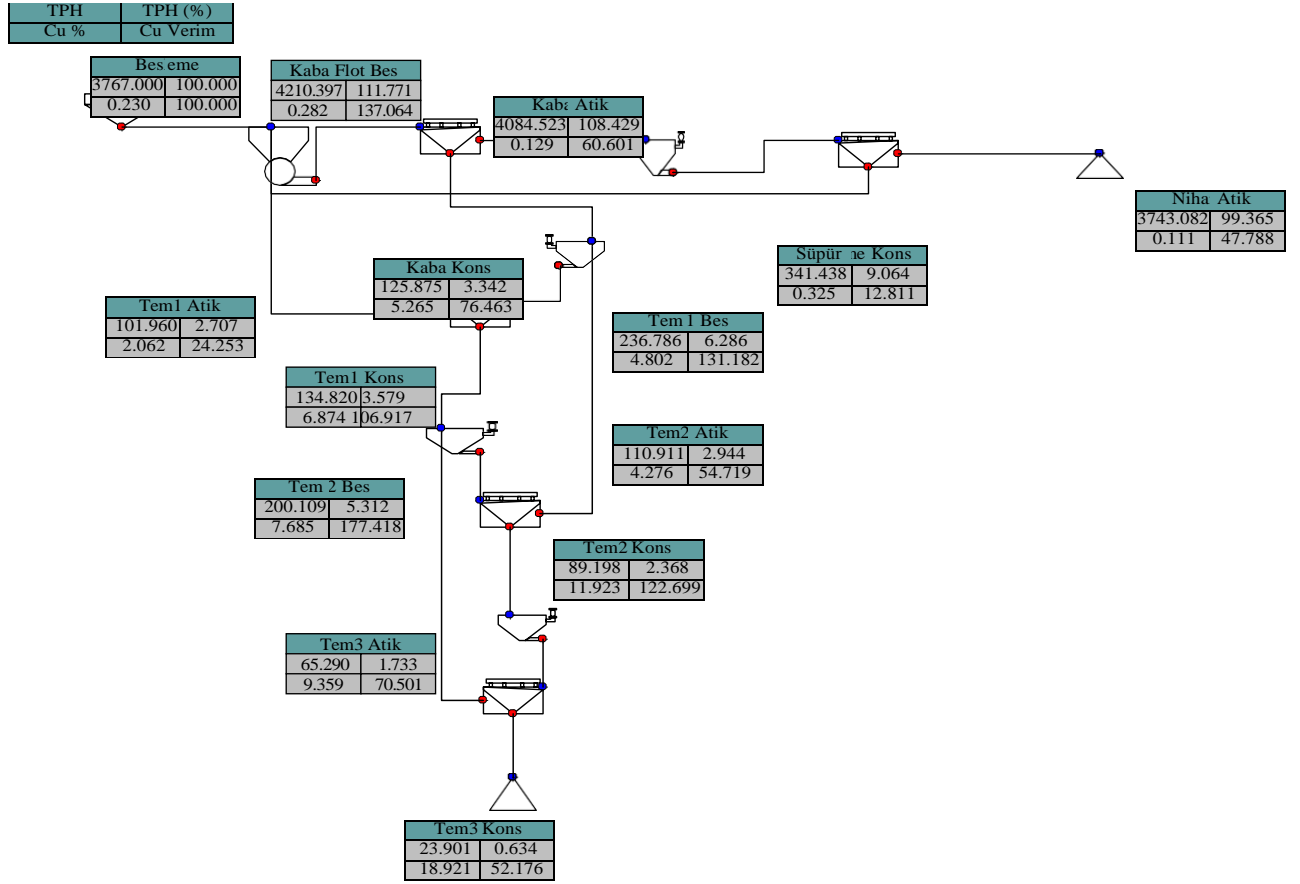 TPH TPH (%)
Cu % Cu Verim
Bes eme
3767.000 100.000
0.230 100.000
Kaba Flot Bes
4210.397 111.771
0.282 137.064
Kaba Atik
4084.523 108.429
0.129 60.601
Niha Atik
3743.082 99.365
0.111 47.788
Süpür ne Kons
341.438 9.064
0.325 12.811
Kaba Kons
125.875 3.342
5.265 76.463
Tem1 Atik
101.960 2.707
2.062 24.253
Tem 1 Bes
236.786 6.286
4.802 131.182
Tem1 Kons
134.820 3.579
6.874 106.917
Tem2 Atik
110.911 2.944
4.276 54.719
Tem 2 Bes
200.109 5.312
7.685 177.418
Tem2 Kons
89.198 2.368
11.923 122.699
Tem3 Atik
65.290 1.733
9.359 70.501
Tem3 Kons
23.901 0.634
18.921 52.176